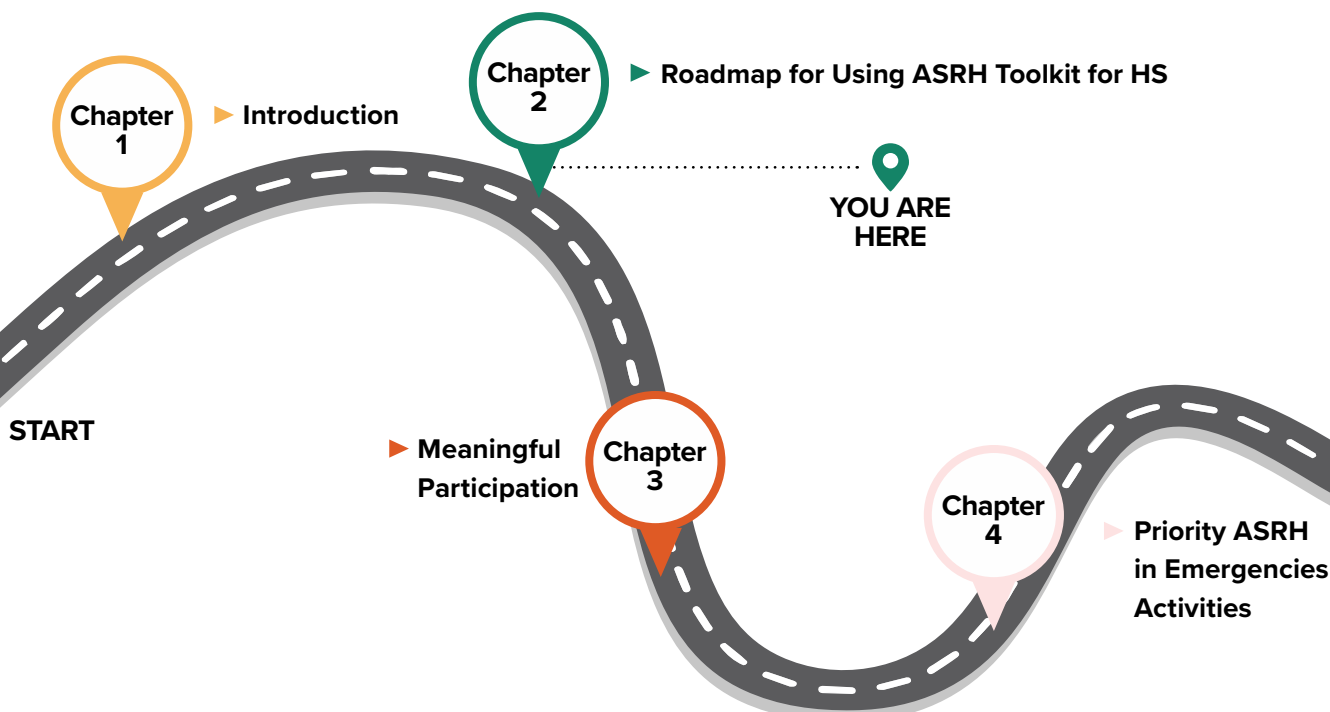 Chapter
1
Introduction
Chapter
2
Roadmap for Using ASRH Toolkit for HS
YOU ARE
HERE
START
Meaningful
Participation
Chapter
3
Chapter
4
Priority ASRH
in Emergencies
Activities